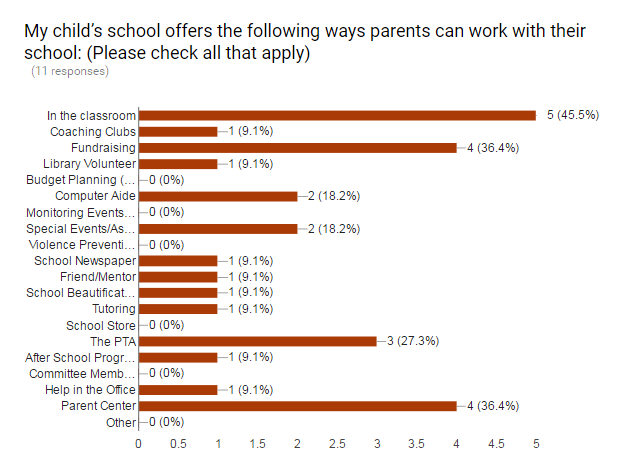 My child's school offers the following ways parents can work with their
school: (Please check all that apply)
(11 responses)
In the classroom 5 (45.5%)
Coaching Clubs 1 (9.1%)
Fundraising 4 (36.4%)
Library Volunteer 1 (9.1%)
Budget Planning (... 0 (0%)
Computer Aide 2 (18.2%)
Monitoring Events... 0 (0%)
Special Events/As... 2 (18.2%)
Violence Preventi... 0 (0%)
School Newspaper 1 (9.1%)
Friend/Mentor 1 (9.1%)
School Beautificat... 1 (9.1%)
Tutoring 1 (9.1%)
School Store 0 (0%)
The PTA 3 (27.3%)
After School Progr... 1 (9.1%)
Committee Memb... 0 (0%)
Help in the Office 1 (9.1%)
Parent Center 4 (36.4%)
Other 0 (0%)
0 0.5 1 1.5 2 2.5 3 3.5 4 4.5 5